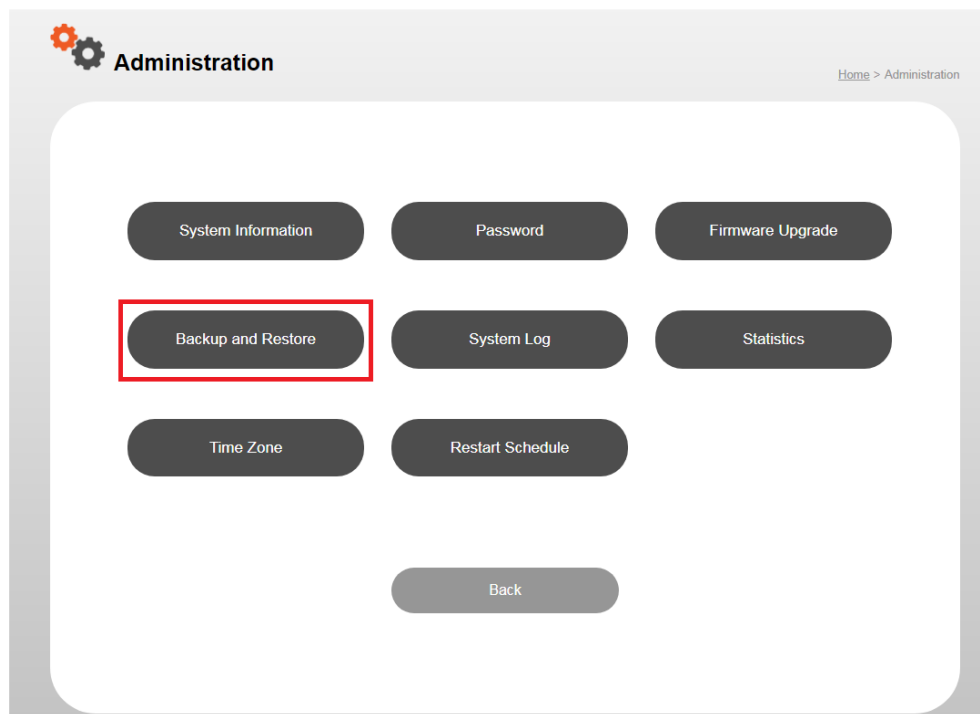 Administration
Home > Administration
System Information
Password
Firmware Upgrade
Backup and Restore
System Log
Statistics
Time Zone
Restart Schedule
Back